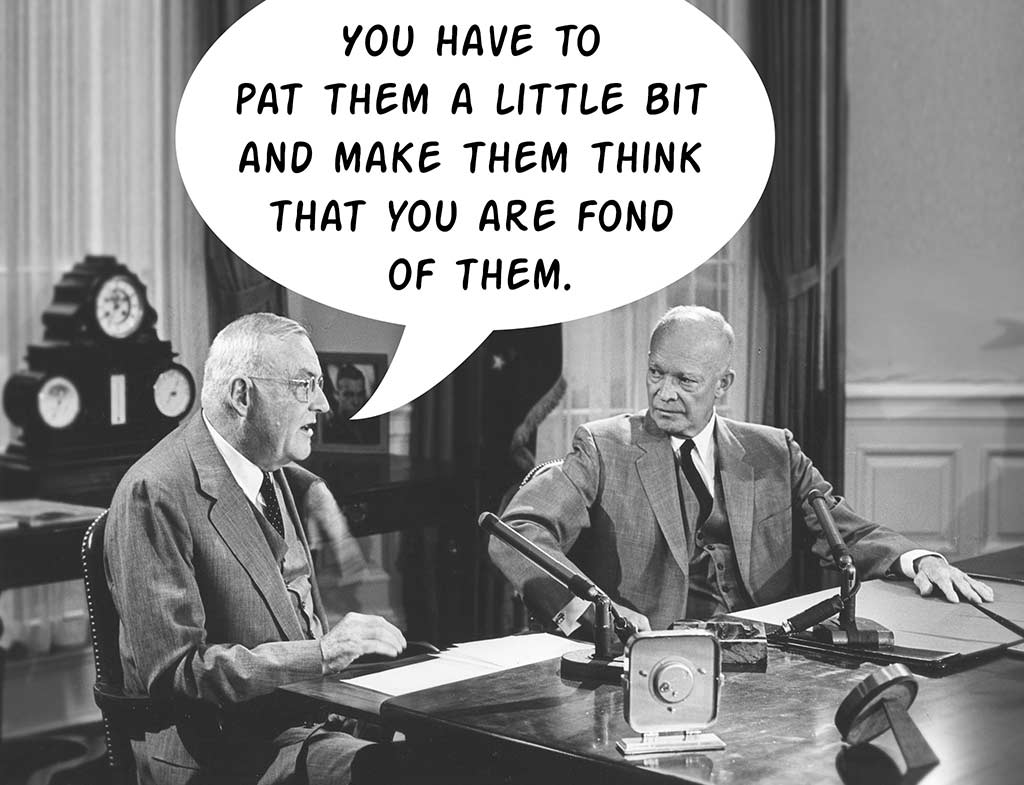 YOU HAVE TO
PAT THEM A LITTLE BIT
AND MAKE THEM THINK
THAT YOU ARE FOND
OF THEM.